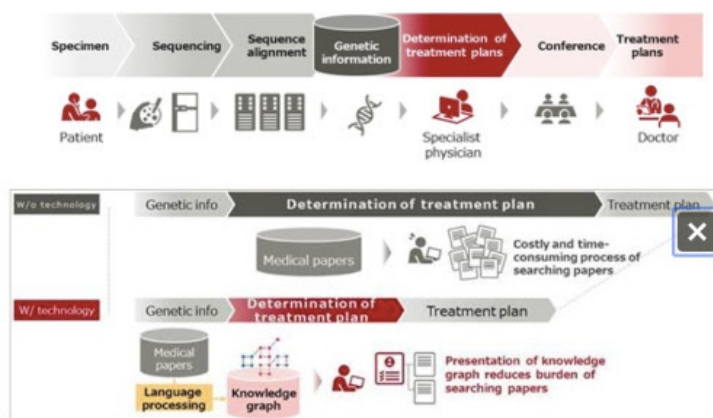 Specimen
Sequencing
Sequence
alignment
Genetic
information
Determination of
treatment plans
Conference
Treatment
plans
Patient
Specialist
physician
Doctor
W/o technology
Genetic info
Determination of treatment plan
Treatment plan
Medical papers
Costly and time-
consuming process of
searching papers
W/ technology
Genetic info
Determination of
treatment plan
Treatment plan
Medical
papers
Language
processing
Knowledge
graph
Presentation of knowledge
graph reduces burden of
searching papers